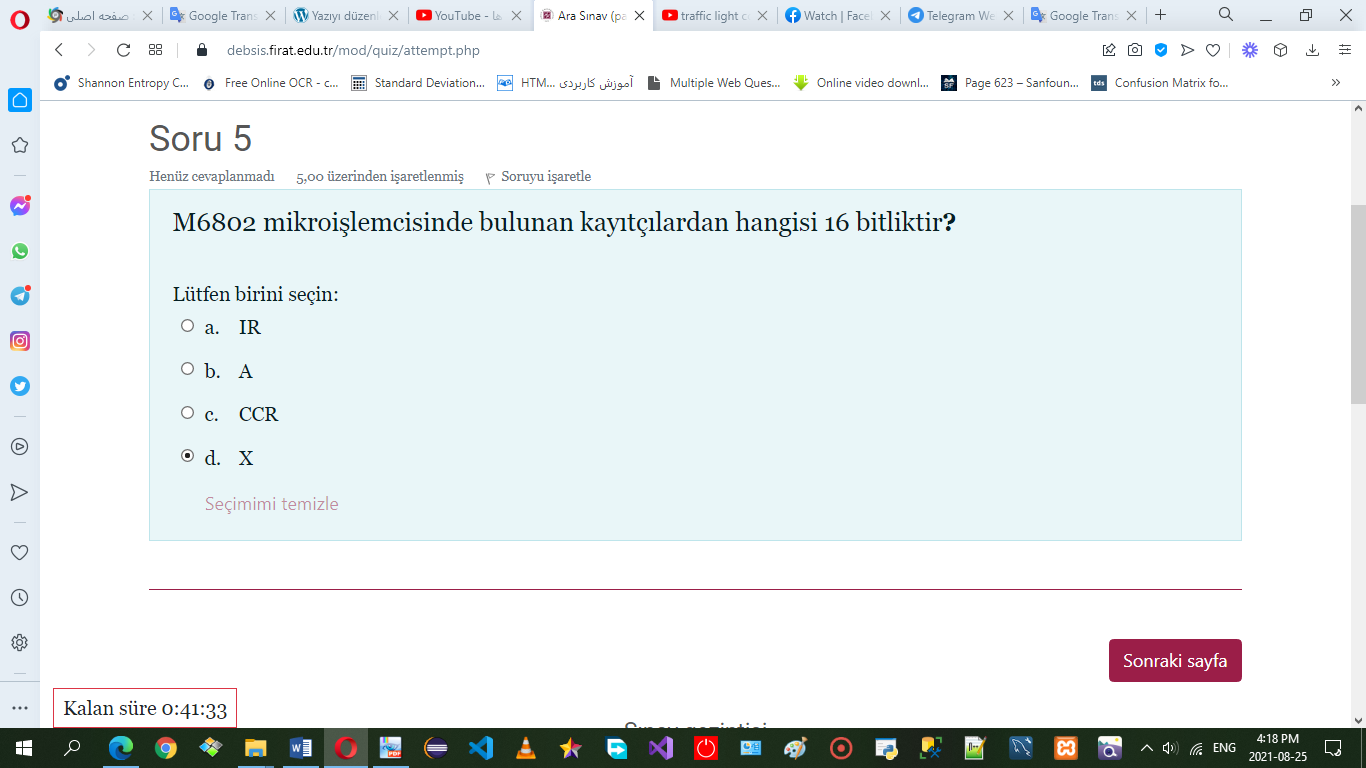 صفحه اصلی
Google Trans
Yazıyı düzenl
YouTube - ها
Ara Sınav (pa
traffic light c
Watch | Face
Telegram We
Google Trans
debsis.firat.edu.tr/mod/quiz/attempt.php
Shannon Entropy C...
Free Online OCR - c...
Standard Deviation...
آموزش کاربردی HTM...
Multiple Web Ques...
Online video downl...
Page 623 – Sanfoun...
tds
Confusion Matrix fo...
Soru 5
Henüz cevaplanmadı 5,00 üzerinden işaretlenmiş Soruyu işaretle
M6802 mikroişlemcisinde bulunan kayıtçılardan hangisi 16 bitliktir?
Lütfen birini seçin:
a. IR
b. A
c. CCR
d. X
Seçimimi temizle
Sonraki sayfa
Kalan süre 0:41:33
ENG
4:18 PM
2021-08-25